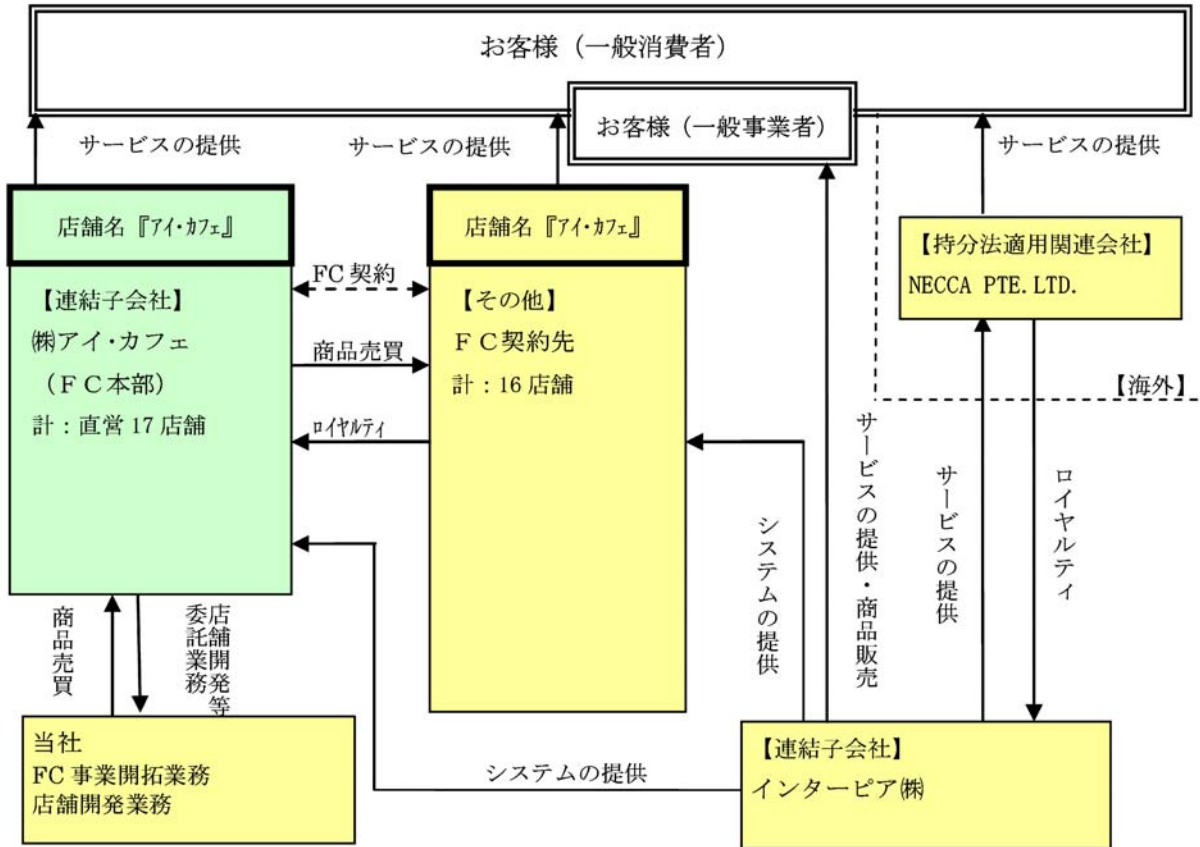 お客様（一般消費者）
お客様（一般事業者）
サービスの提供
サービスの提供
サービスの提供
店舗名『アイ・カフェ』
【連結子会社】
㈱アイ・カフェ
（ＦＣ本部）
計：直営17店舗
FC契約
商品売買
ロイヤルティ
店舗名『アイ・カフェ』
【その他】
ＦＣ契約先
計：16店舗
【持分法適用関連会社】
NECCA PTE.LTD.
【海外】
システムの提供
サービスの提供・商品販売
サービスの提供
ロイヤルティ
商品売買
店舗開発等
委託業務
当社
FC事業開拓業務
店舗開発業務
システムの提供
【連結子会社】
インターピア㈱